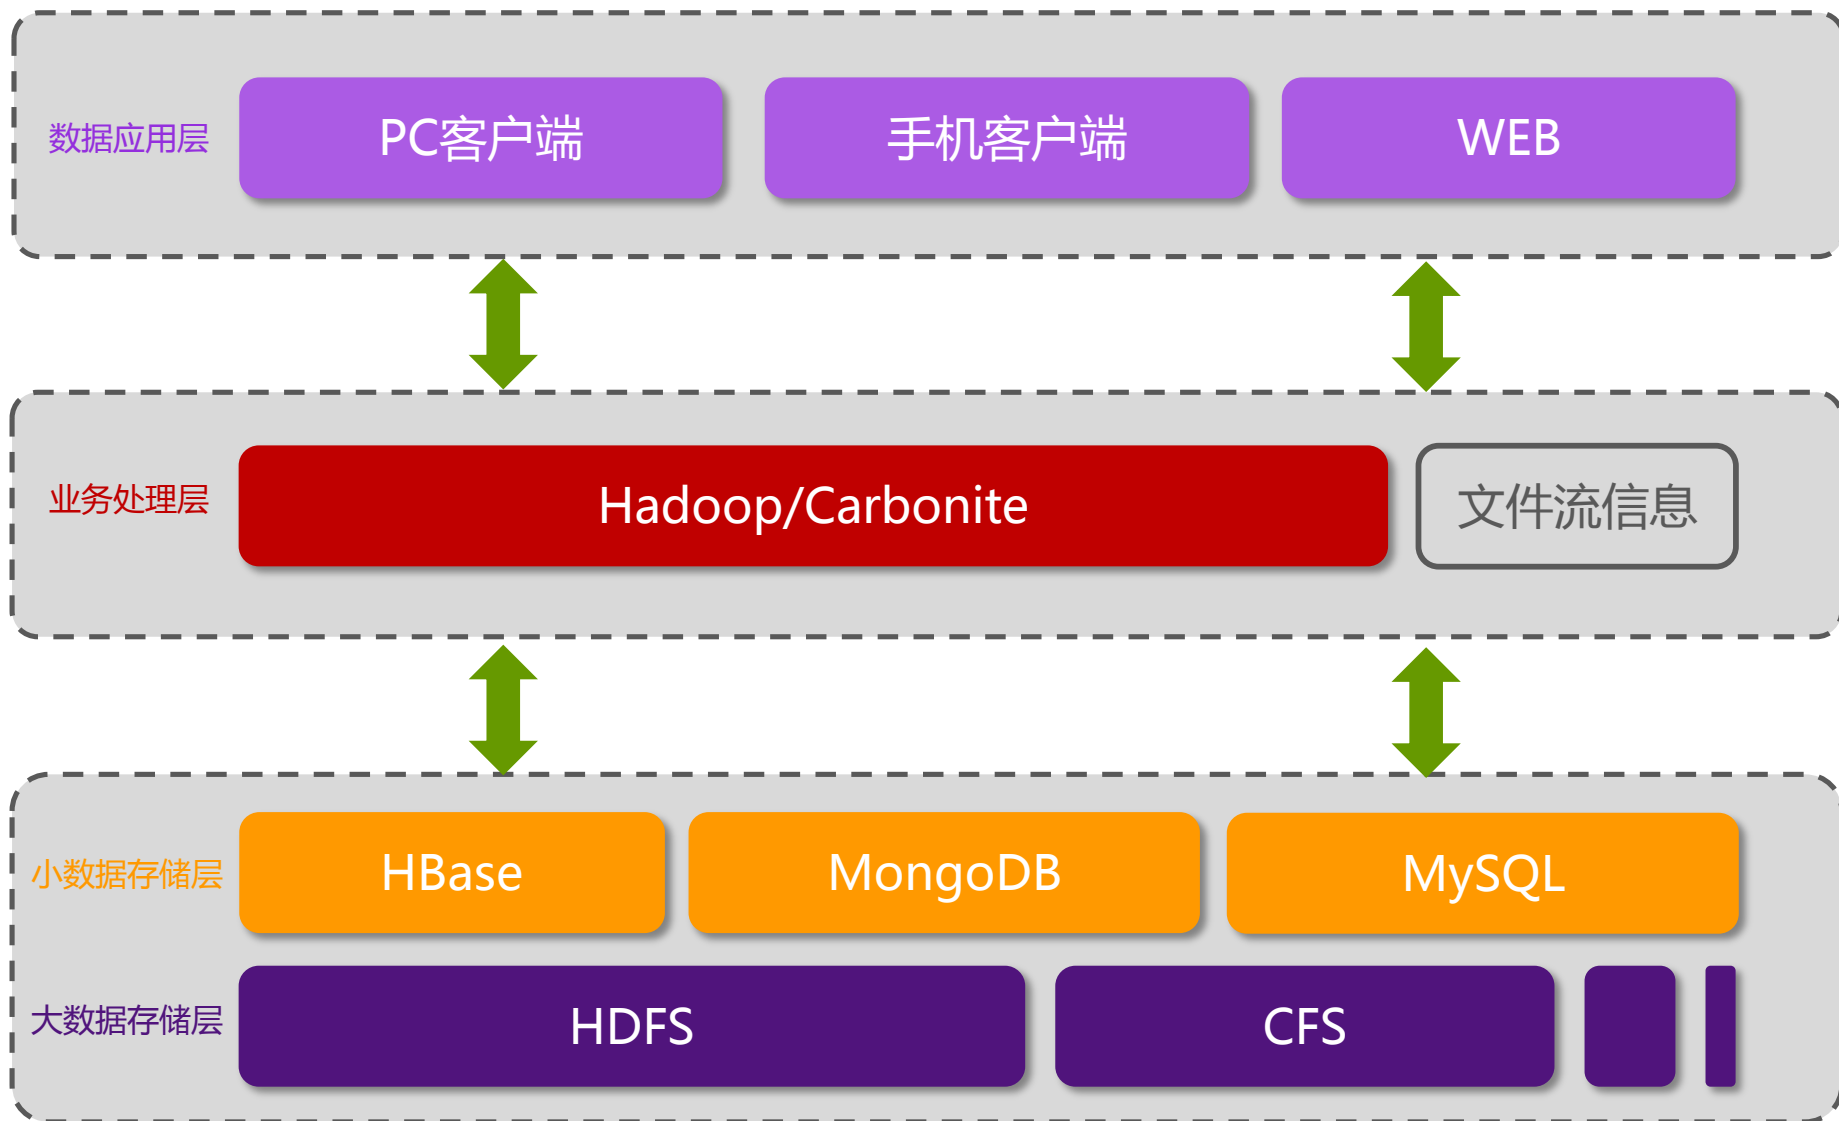 数据应用层
PC客户端
手机客户端
WEB
业务处理层
Hadoop/Carbonite
文件流信息
小数据存储层
HBase
MongoDB
MySQL
大数据存储层
HDFS
CFS